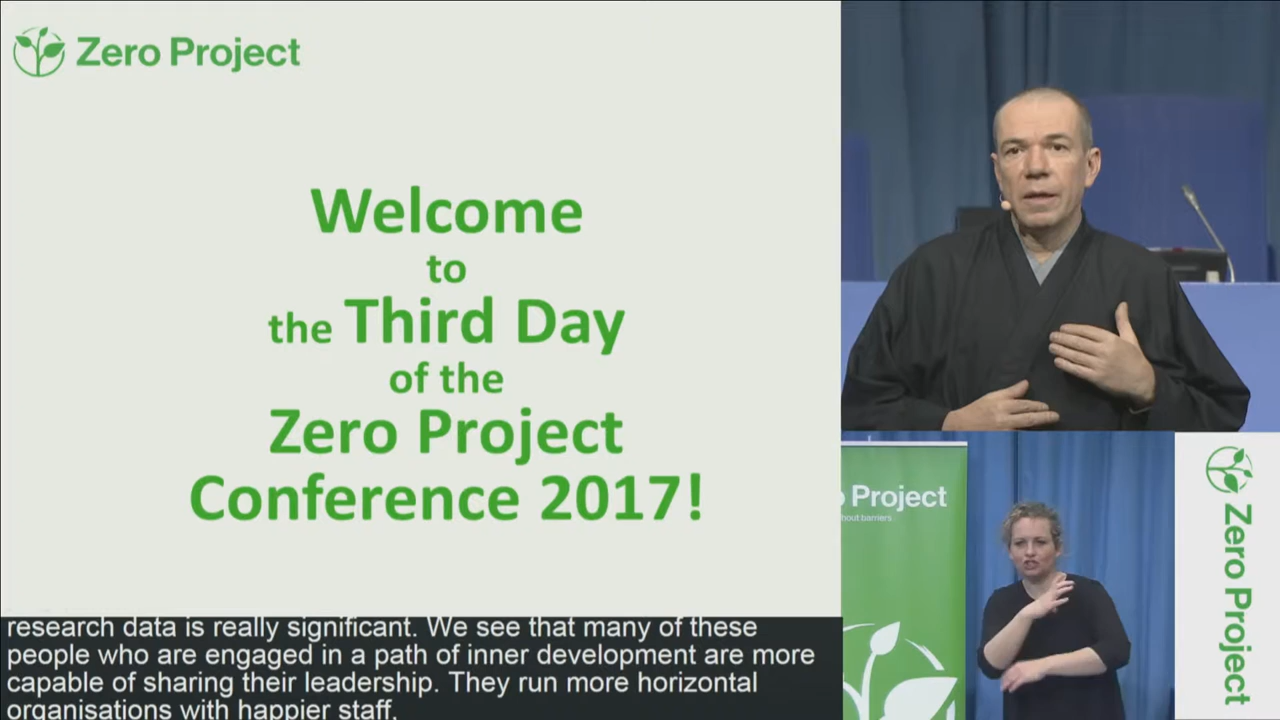 Zero Project
Welcome
to
the Third Day
of the
Zero Project
Conference 2017!
research data is really significant. We see that many of these
people who are engaged in a path of inner development are more
capable of sharing their leadership. They run more horizontal
organisations with happier staff.
Project
hout barriers.
Zero Project